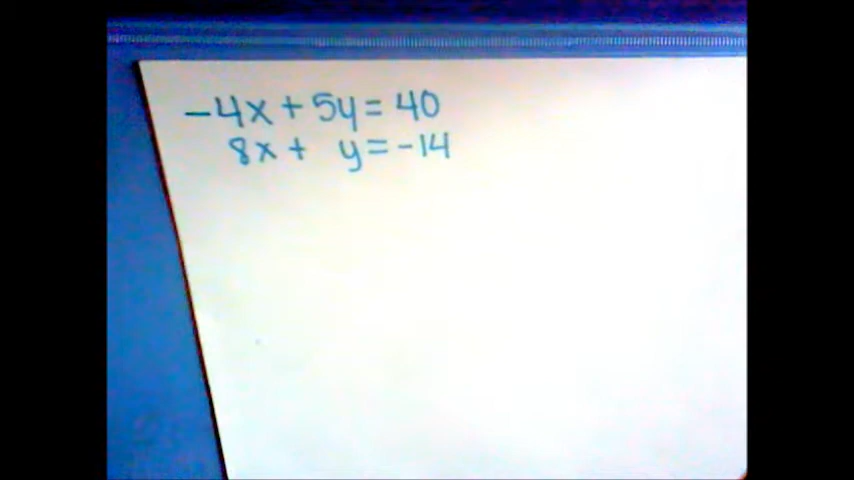 -4x + 5y = 40
8x + y = -14